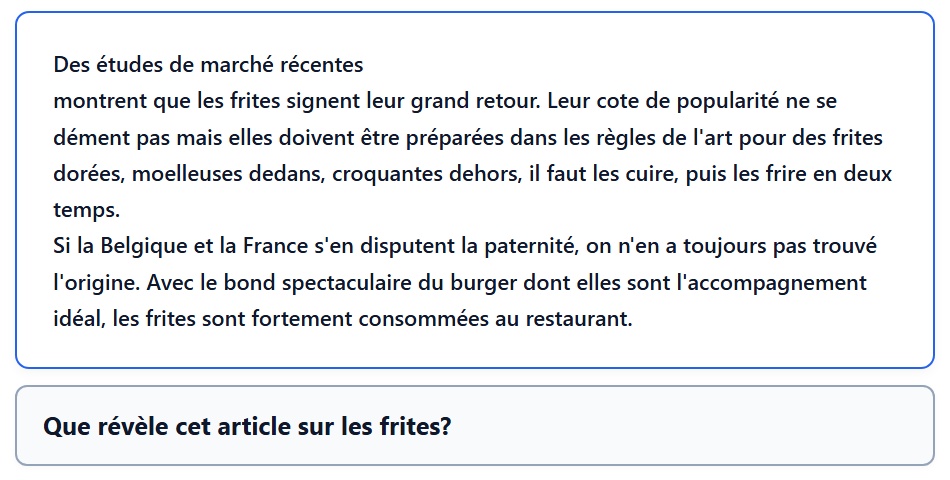 Des études de marché récentes
montrent que les frites signent leur grand retour. Leur cote de popularité ne se
dément pas mais elles doivent être préparées dans les règles de l'art pour des frites
dorées, moelleuses dedans, croquantes dehors, il faut les cuire, puis les frire en deux
temps.
Si la Belgique et la France s'en disputent la paternité, on n'en a toujours pas trouvé
l'origine. Avec le bond spectaculaire du burger dont elles sont l'accompagnement
idéal, les frites sont fortement consommées au restaurant.
Que révèle cet article sur les frites?